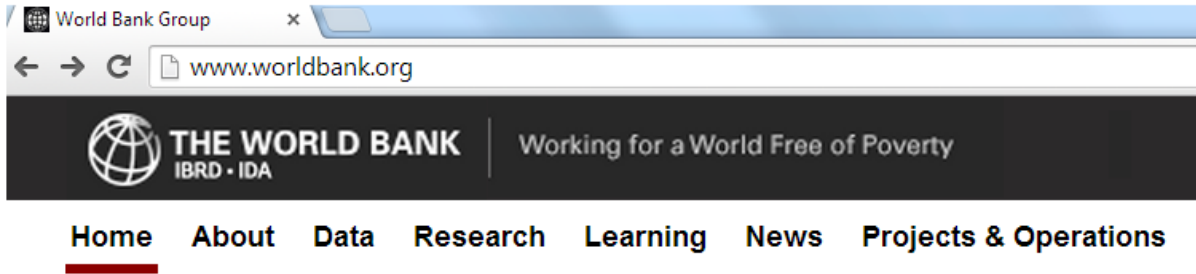 World Bank Group
www.worldbank.org
THE WORLD BANK
IBRD • IDA
Working for a World Free of Poverty
Home About Data Research Learning News Projects & Operations